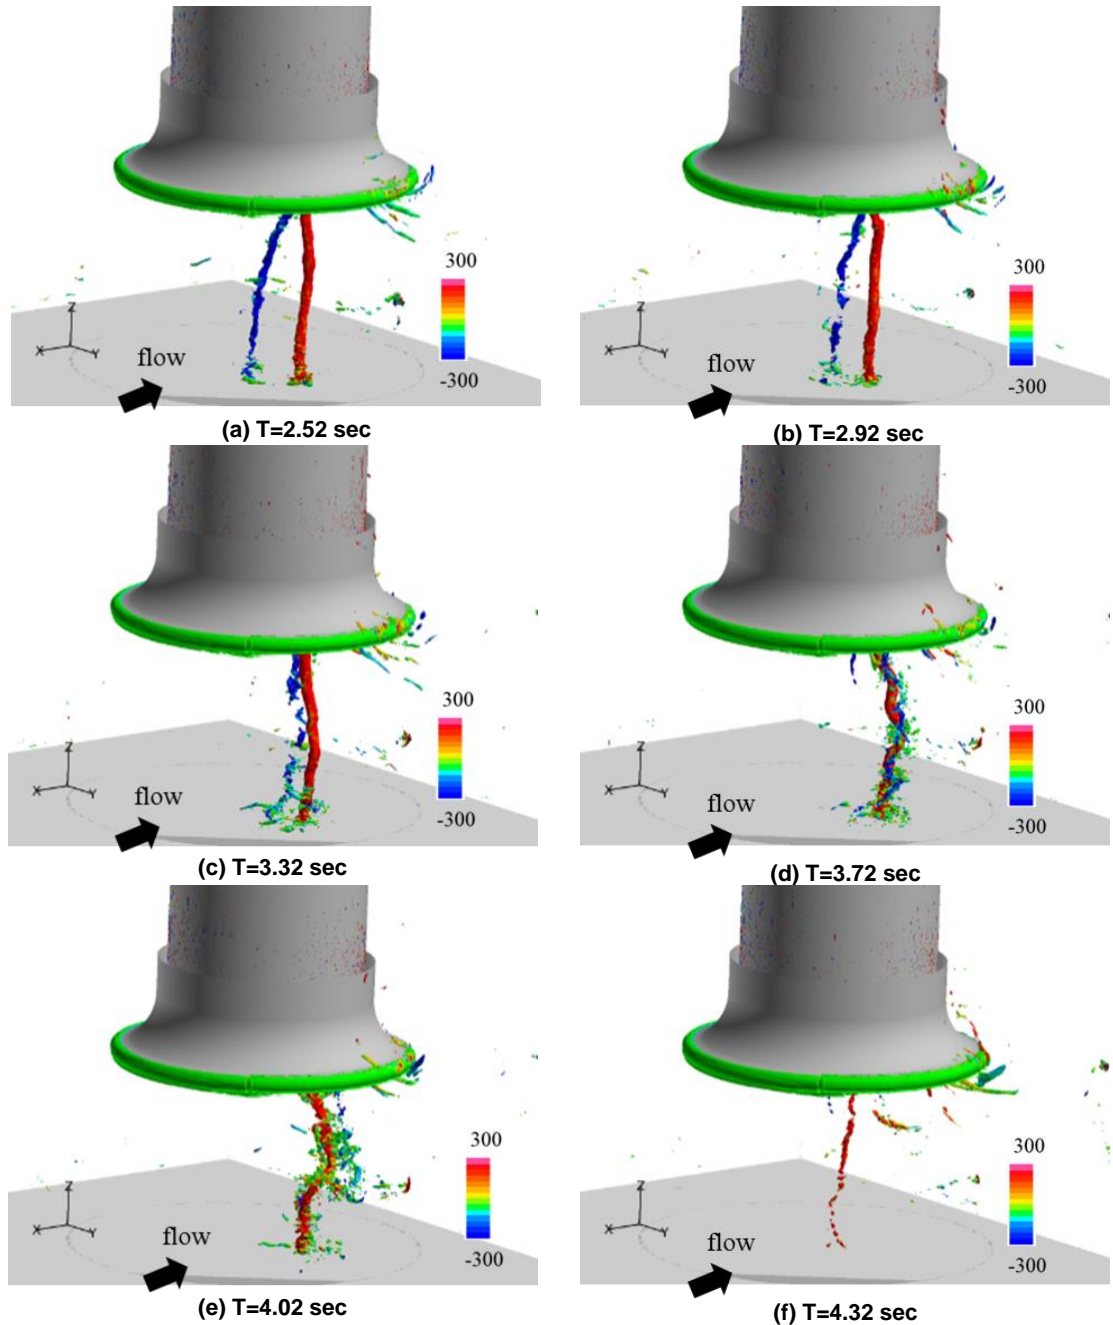 300
-300
Z
X
Y
flow
(a) T=2.52 sec
300
-300
Z
X
Y
flow
(b) T=2.92 sec
300
-300
Z
X
Y
flow
(c) T=3.32 sec
300
-300
Z
X
Y
flow
(d) T=3.72 sec
300
-300
Z
X
Y
flow
(e) T=4.02 sec
300
-300
Z
X
Y
flow
(f) T=4.32 sec